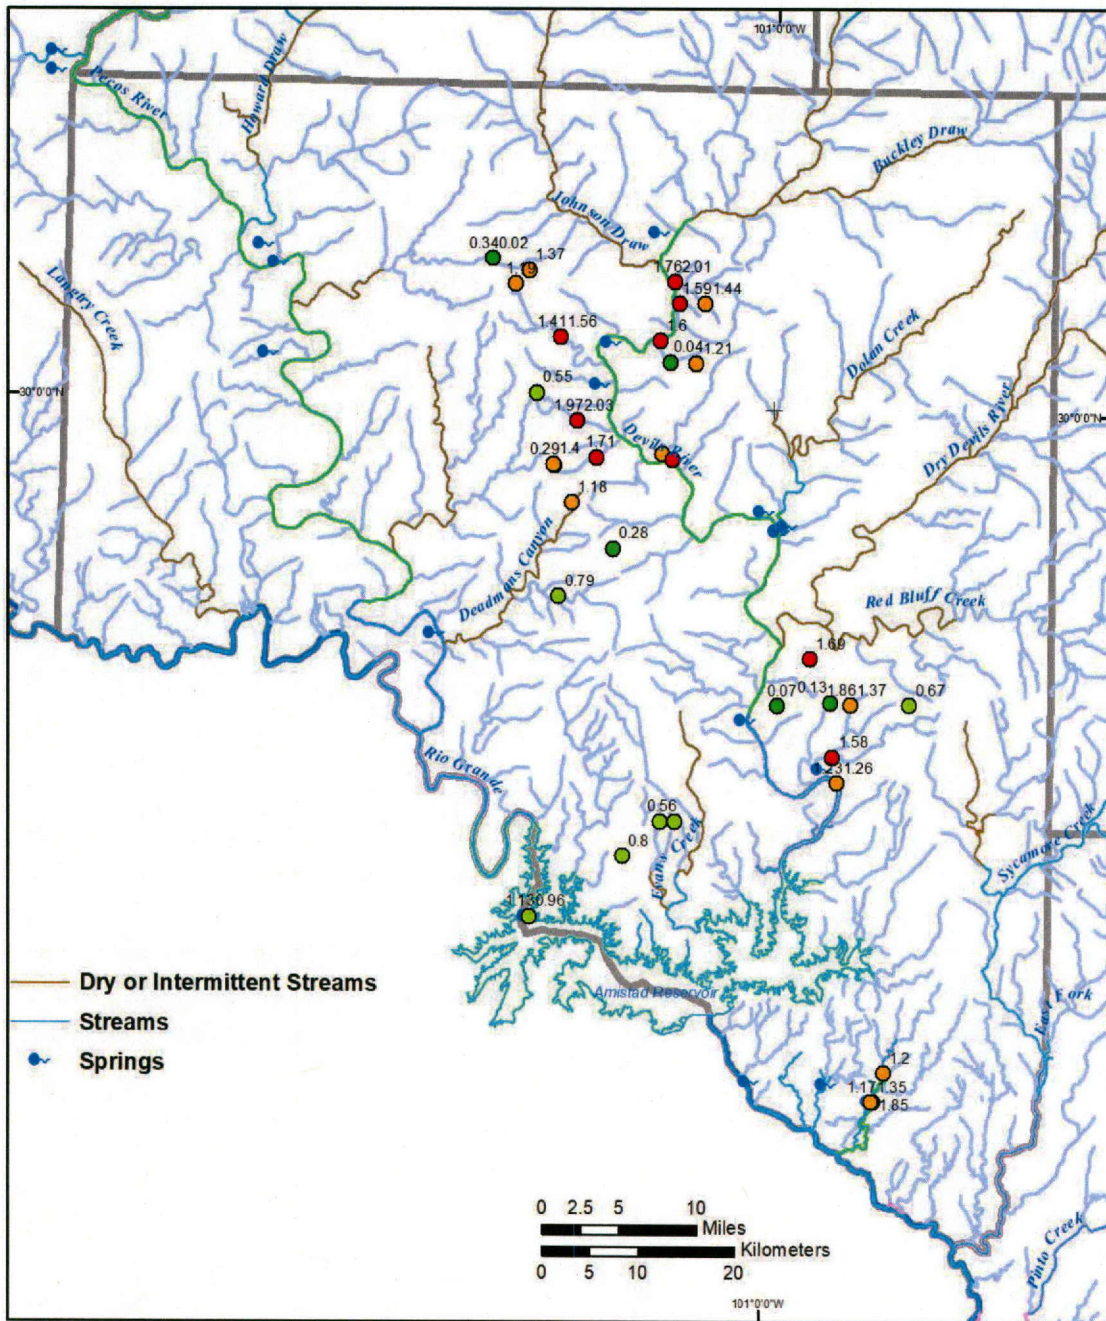 101°0'0"W
Pecos River
Howard Draw
Buckley Draw
Johnson Draw
0.340.02
1.37
1.762.01
1.591.44
Langtry Creek
1.411.56
1.6
0.041.21
Dolan Creek
30°0'0"N
30°0'0"N
0.55
1.972.03
Dry Devils River
Devils River
0.291.4
1.71
1.18
0.28
Deadmans Canyon
0.79
Red Bluff Creek
1.69
0.07
0.13
1.861.37
0.67
1.58
.231.26
Rio Grande
0.56
0.8
Evans Creek
Sycamore Creek
1.130.96
Dry or Intermittent Streams
Streams
Springs
Amistad Reservoir
East Fork
1.2
1.171.35
1.85
0 2.5 5 10
Miles
Kilometers
0 5 10 20
Pinto Creek
101°0'0"W